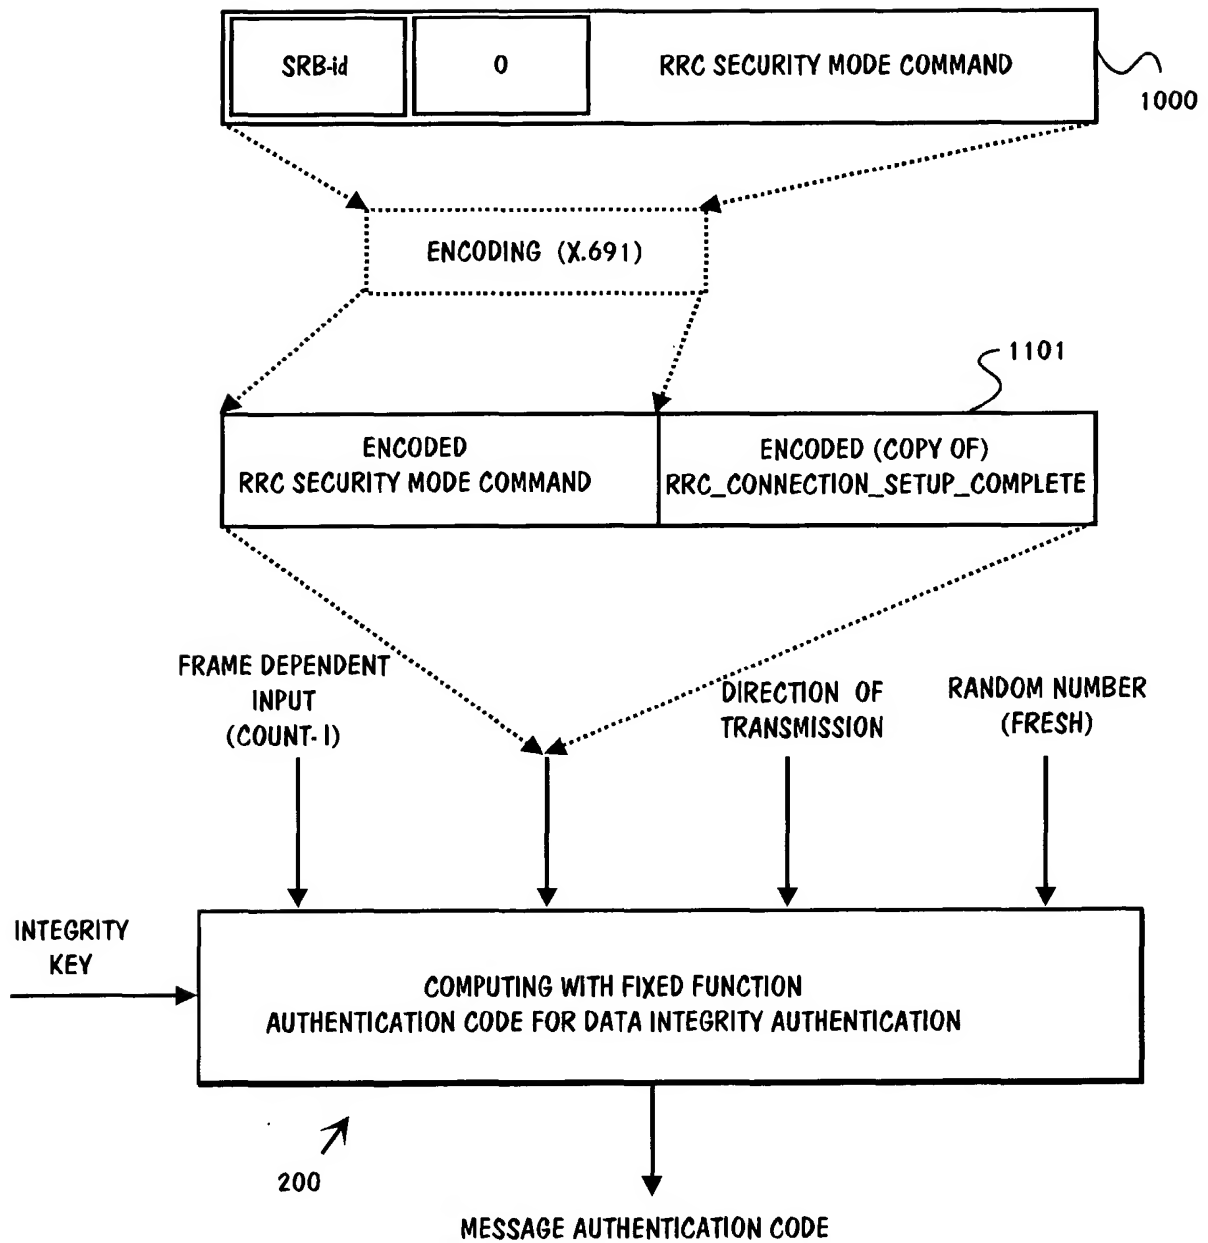 SRB-id
0
RRC SECURITY MODE COMMAND
1000
ENCODING (X.691)
1101
ENCODED
RRC SECURITY MODE COMMAND
ENCODED (COPY OF)
RRC_CONNECTION_SETUP_COMPLETE
FRAME DEPENDENT
INPUT
(COUNT-I)
DIRECTION OF
TRANSMISSION
RANDOM NUMBER
(FRESH)
INTEGRITY
KEY
COMPUTING WITH FIXED FUNCTION
AUTHENTICATION CODE FOR DATA INTEGRITY AUTHENTICATION
200
MESSAGE AUTHENTICATION CODE